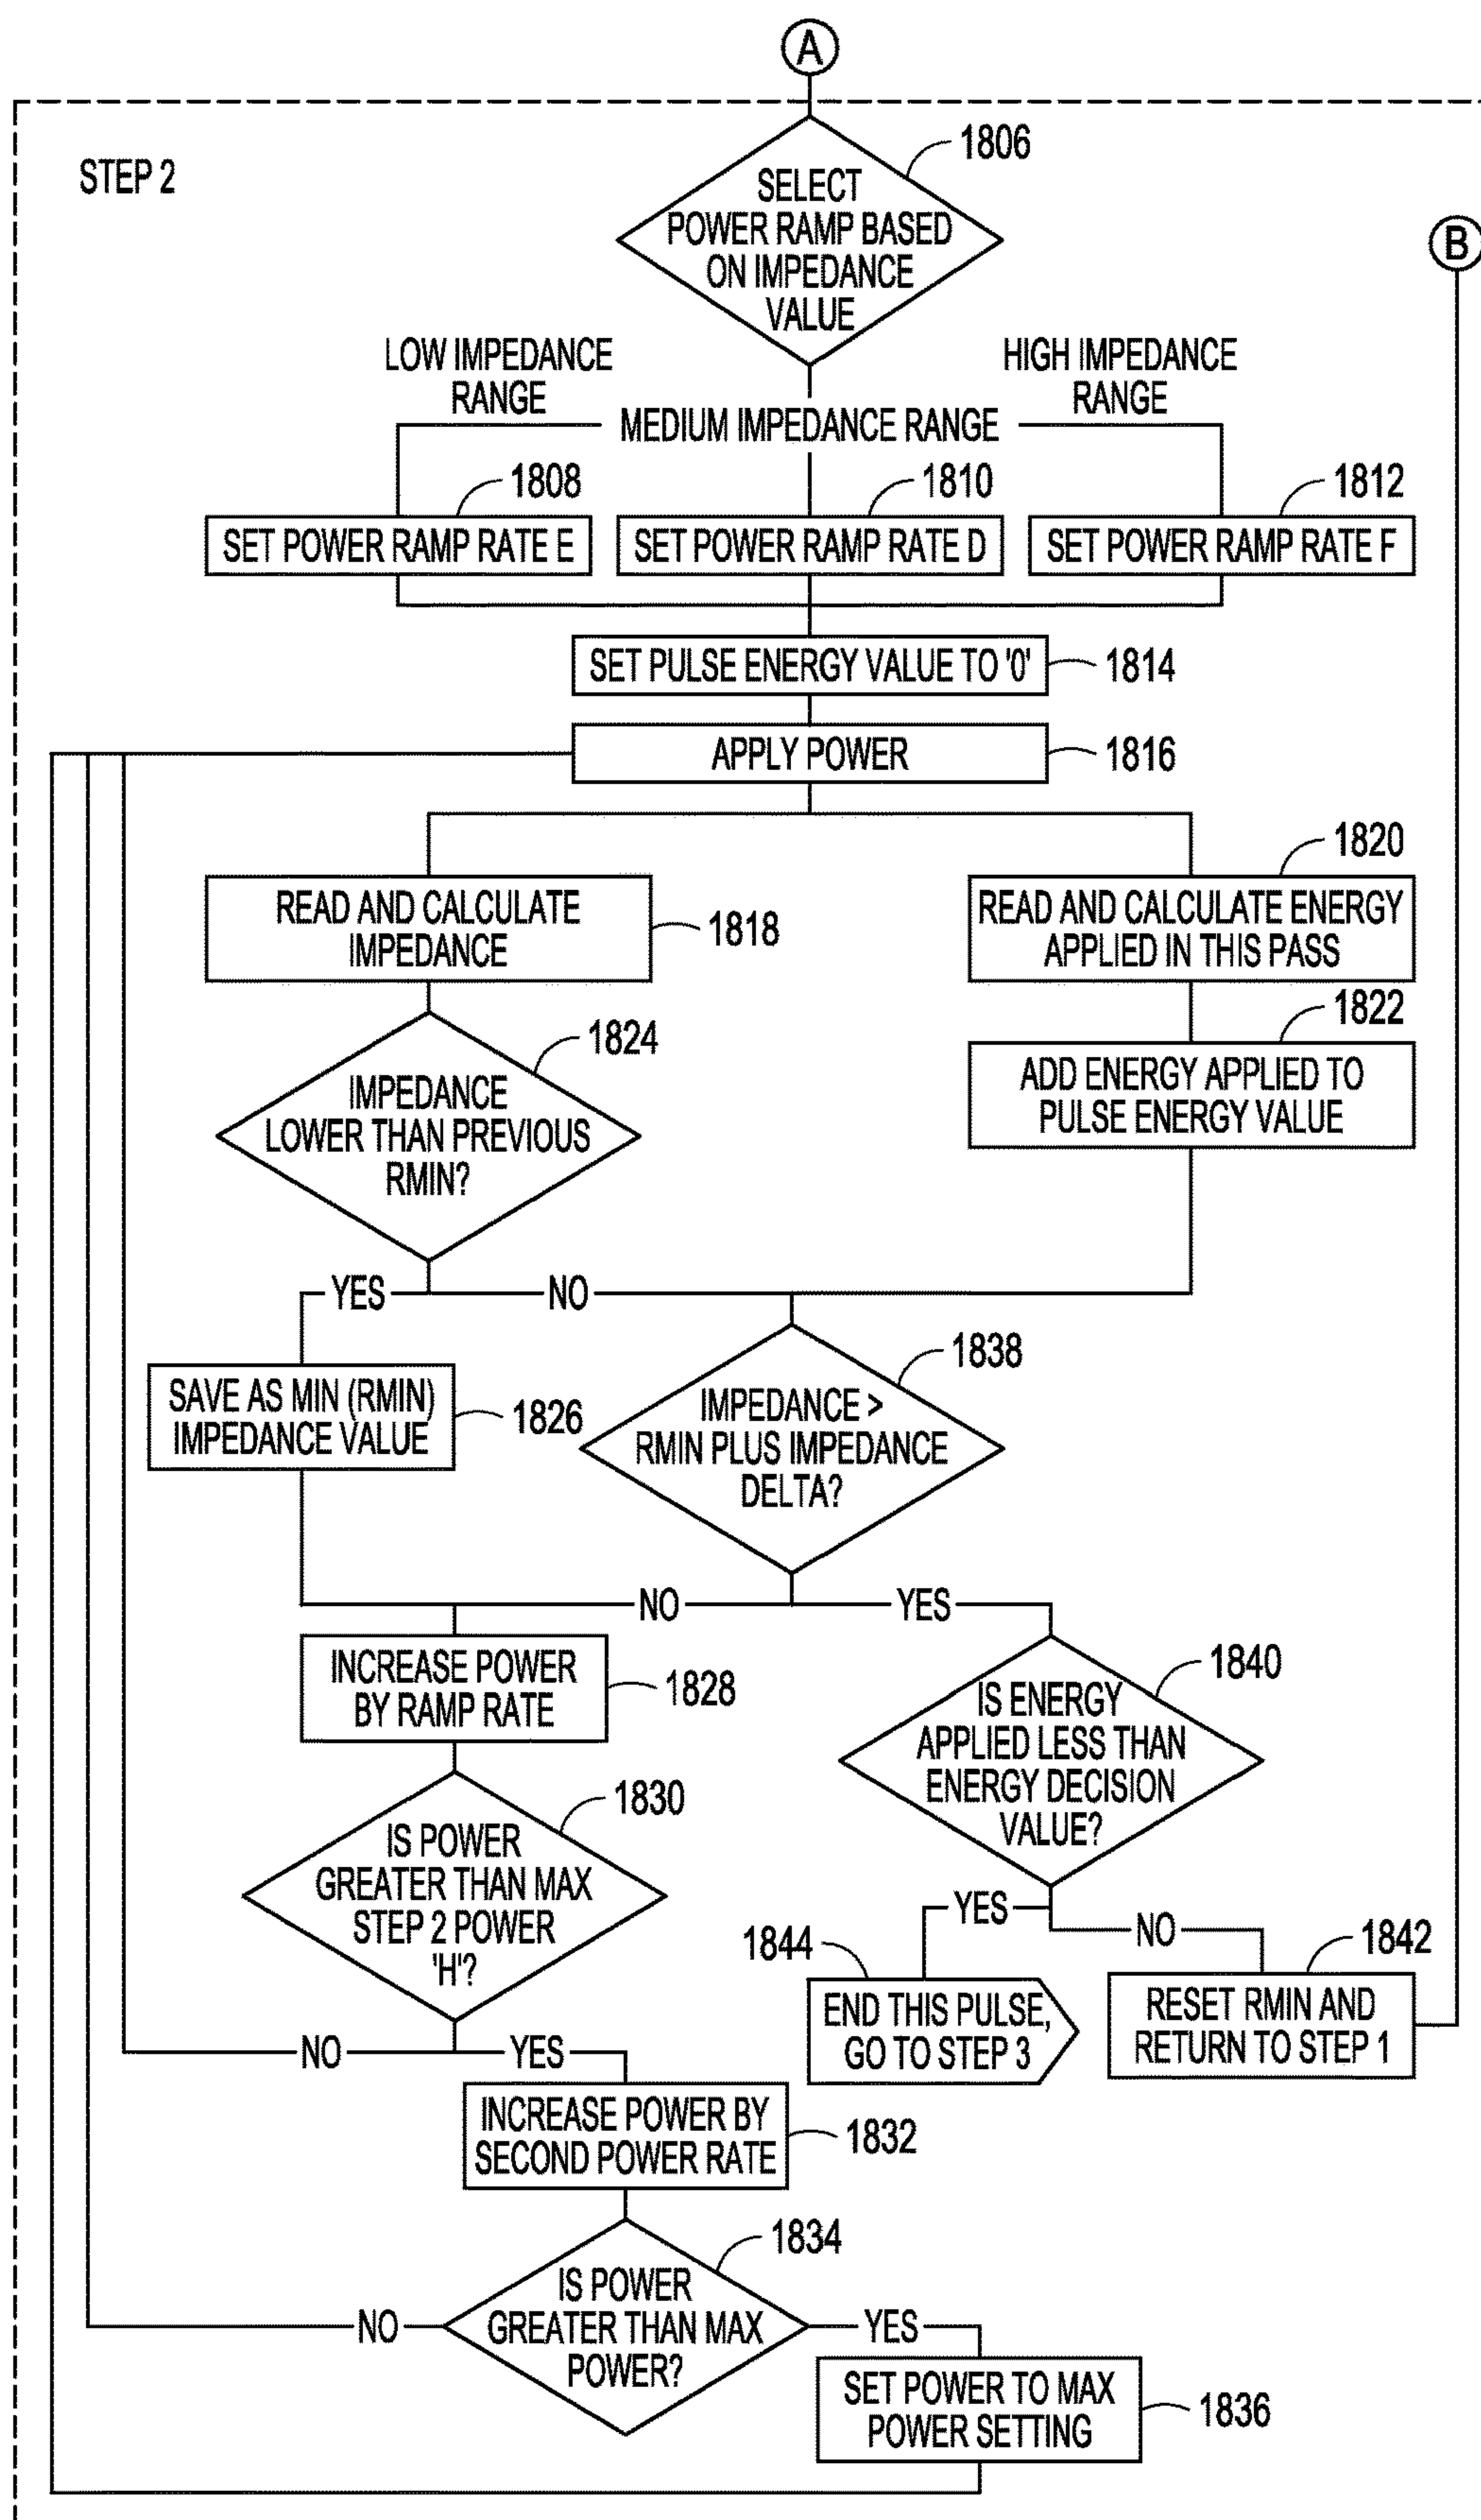 A
STEP 2
1806
SELECT
POWER RAMP BASED
ON IMPEDANCE
VALUE
B
LOW IMPEDANCE
RANGE
HIGH IMPEDANCE
RANGE
MEDIUM IMPEDANCE RANGE
1808
1810
1812
SET POWER RAMP RATE E
SET POWER RAMP RATE D
SET POWER RAMP RATE F
SET PULSE ENERGY VALUE TO '0'
1814
APPLY POWER
1816
READ AND CALCULATE
IMPEDANCE
1818
1820
READ AND CALCULATE ENERGY
APPLIED IN THIS PASS
1822
ADD ENERGY APPLIED TO
PULSE ENERGY VALUE
1824
IMPEDANCE
LOWER THAN PREVIOUS
RMIN?
YES
NO
SAVE AS MIN (RMIN)
IMPEDANCE VALUE
1826
1838
IMPEDANCE >
RMIN PLUS IMPEDANCE
DELTA?
NO
YES
INCREASE POWER
BY RAMP RATE
1828
1840
IS ENERGY
APPLIED LESS THAN
ENERGY DECISION
VALUE?
1830
IS POWER
GREATER THAN MAX
STEP 2 POWER
'H'?
YES
NO
1844
END THIS PULSE,
GO TO STEP 3
1842
RESET RMIN AND
RETURN TO STEP 1
NO
YES
INCREASE POWER BY
SECOND POWER RATE
1832
1834
IS POWER
GREATER THAN MAX
POWER?
NO
YES
SET POWER TO MAX
POWER SETTING
1836